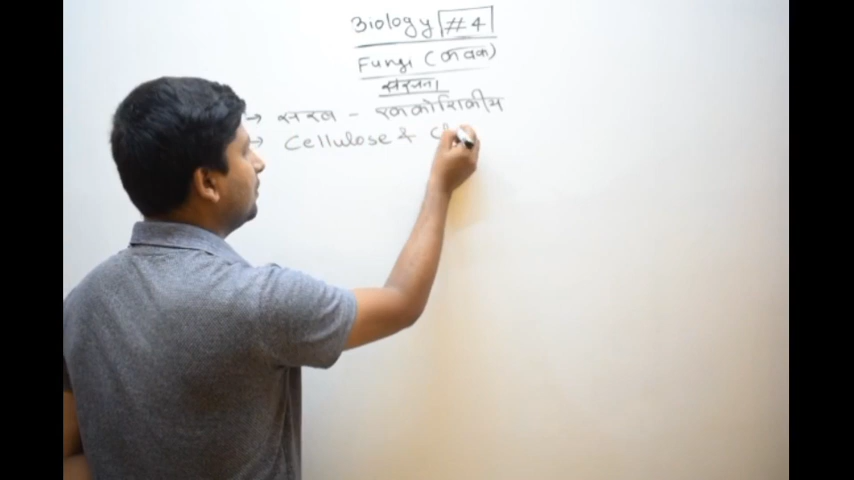 Biology #4
Fungi (कवक)
संरचना
→ सरल - एककोशिकीय
→ Cellulose & C